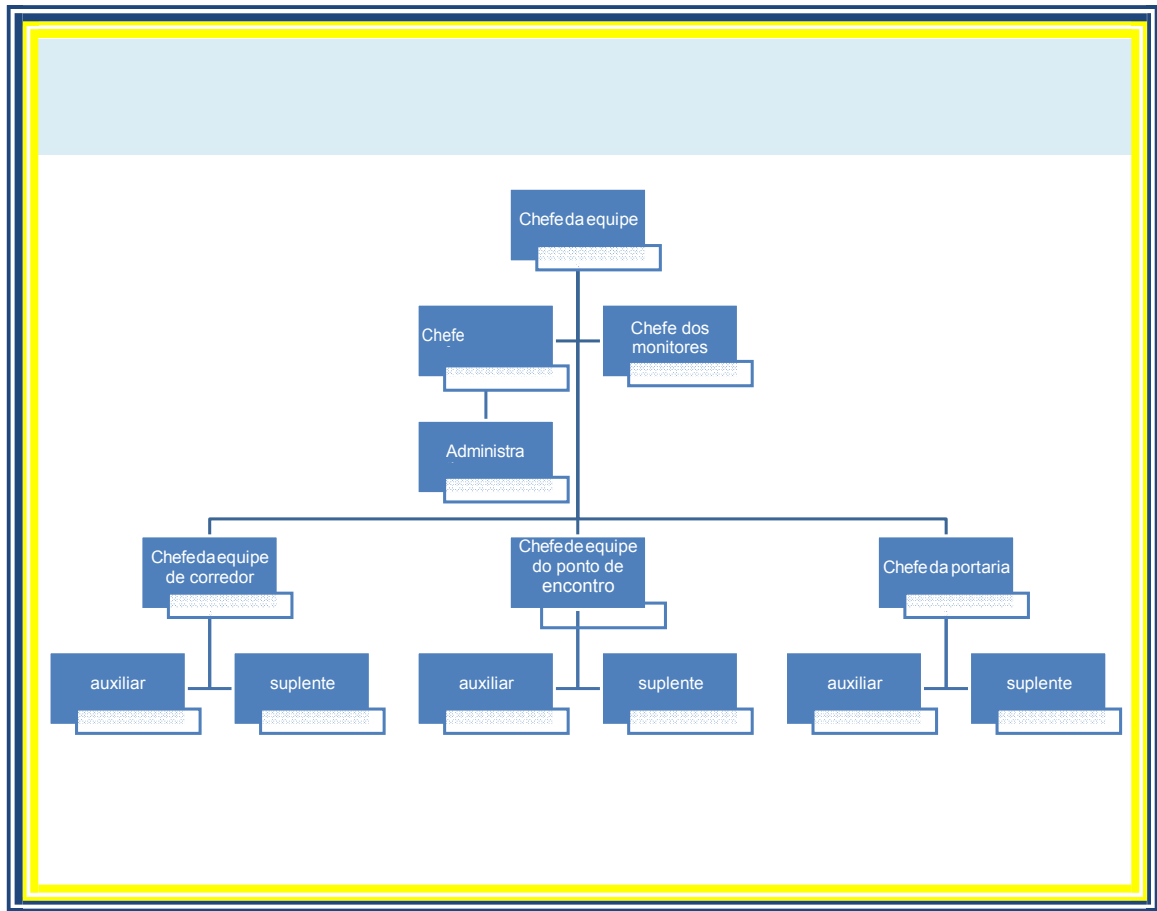 Chefe da equipe
Chefe
Chefe dos
monitores
Administra
Chefe da equipe
de corredor
Chefe de equipe
do ponto de
encontro
Chefe da portaria
auxiliar
suplente
auxiliar
suplente
auxiliar
suplente